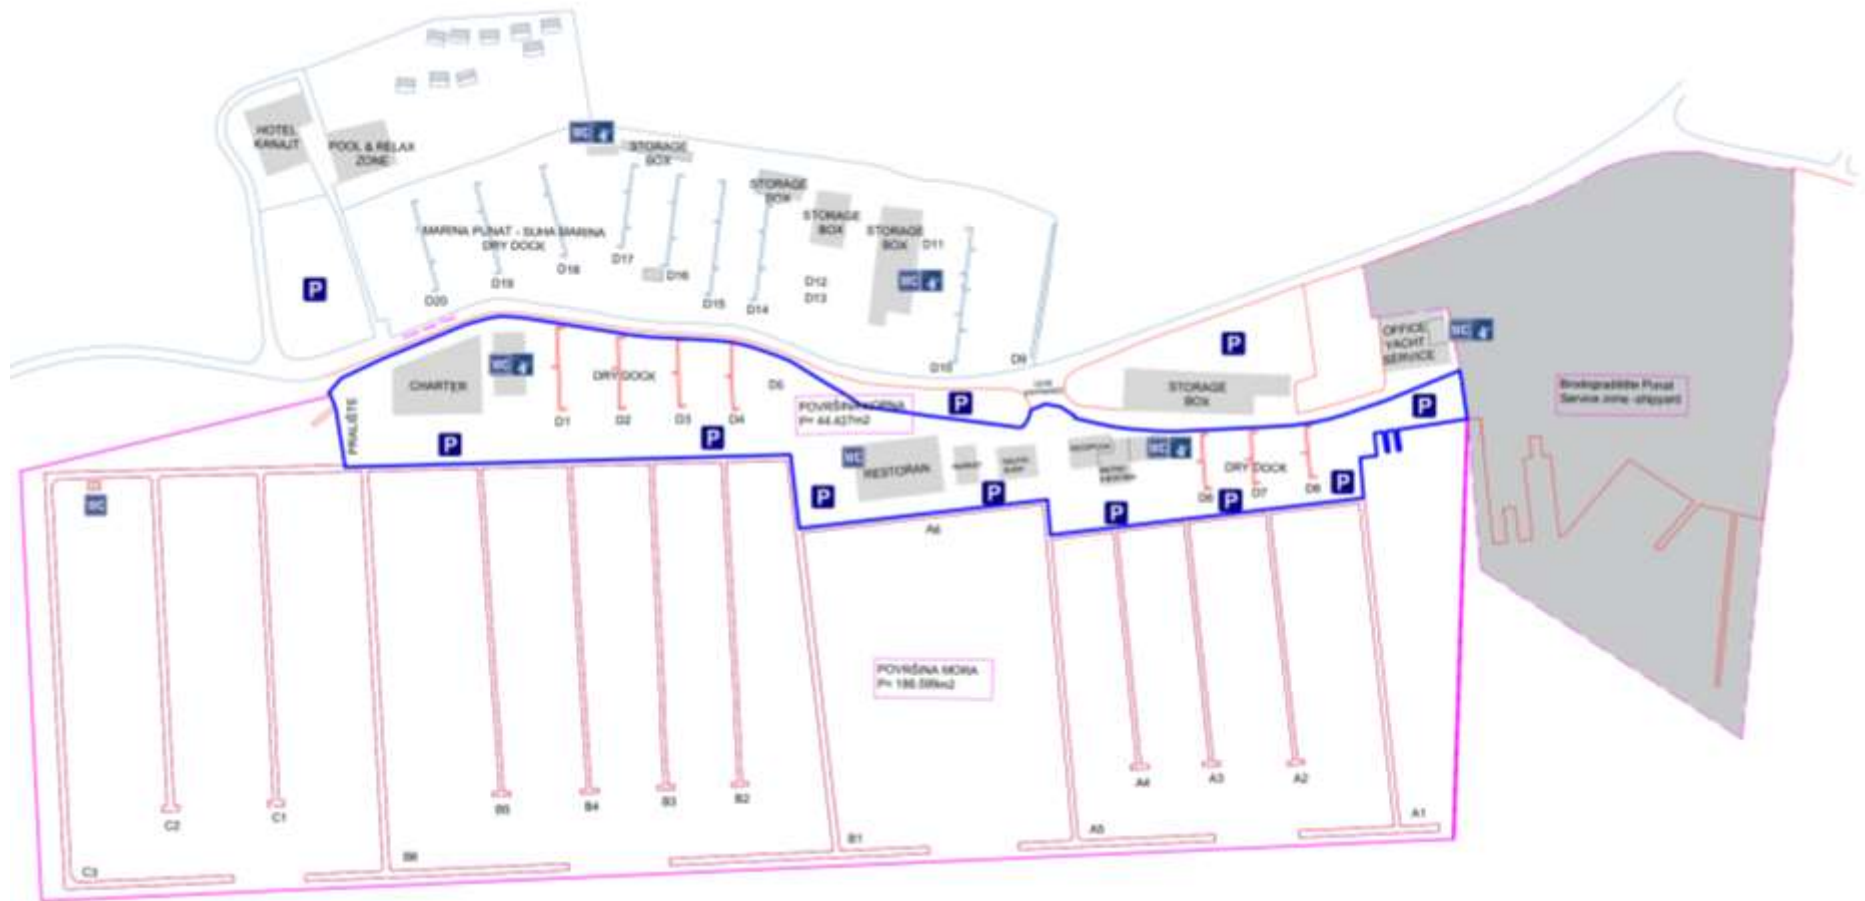 HOTEL
KANAJT
POOL & RELAX
ZONE
WC
STORAGE
BOX
STORAGE
BOX
STORAGE
BOX
STORAGE
BOX
D11
WC
MARINA PUNAT - SUHA MARINA
DRY DOCK
P
D20
D19
D18
D17
D16
D15
D14
D12
D13
D10
D9
P
OFFICE
YACHT
SERVICE
WC
Brodogradilište Punat
Service zone - shipyard
CHARTER
WC
DRY DOCK
D1
D2
D3
D4
D5
P
STORAGE
BOX
P
PRALIŠTE
P
P
WC
RESTORAN
P
P
WC
DRY DOCK
D6
D7
D8
P
P
P
WC
A6
POVRŠINA MORA
C2
C1
B5
B4
B3
B2
A4
A3
A2
C3
B6
B1
A5
A1